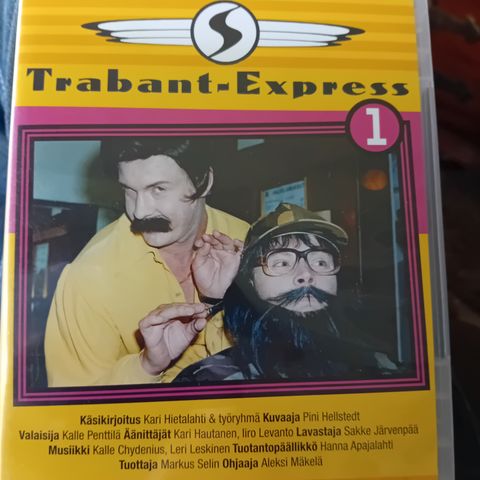 S
Trabant-Express
1
Käsikirjoitus Kari Hietalahti & työryhmä Kuvaaja Pini Hellstedt
Valaisija Kalle Penttilä Äänittäjät Kari Hautanen, Iiro Levanto Lavastaja Sakke Järvenpää
Musiikki Kalle Chydenius, Leri Leskinen Tuotantopäällikkö Hanna Apajalahti
Tuottaja Markus Selin Ohjaaja Aleksi Mäkelä